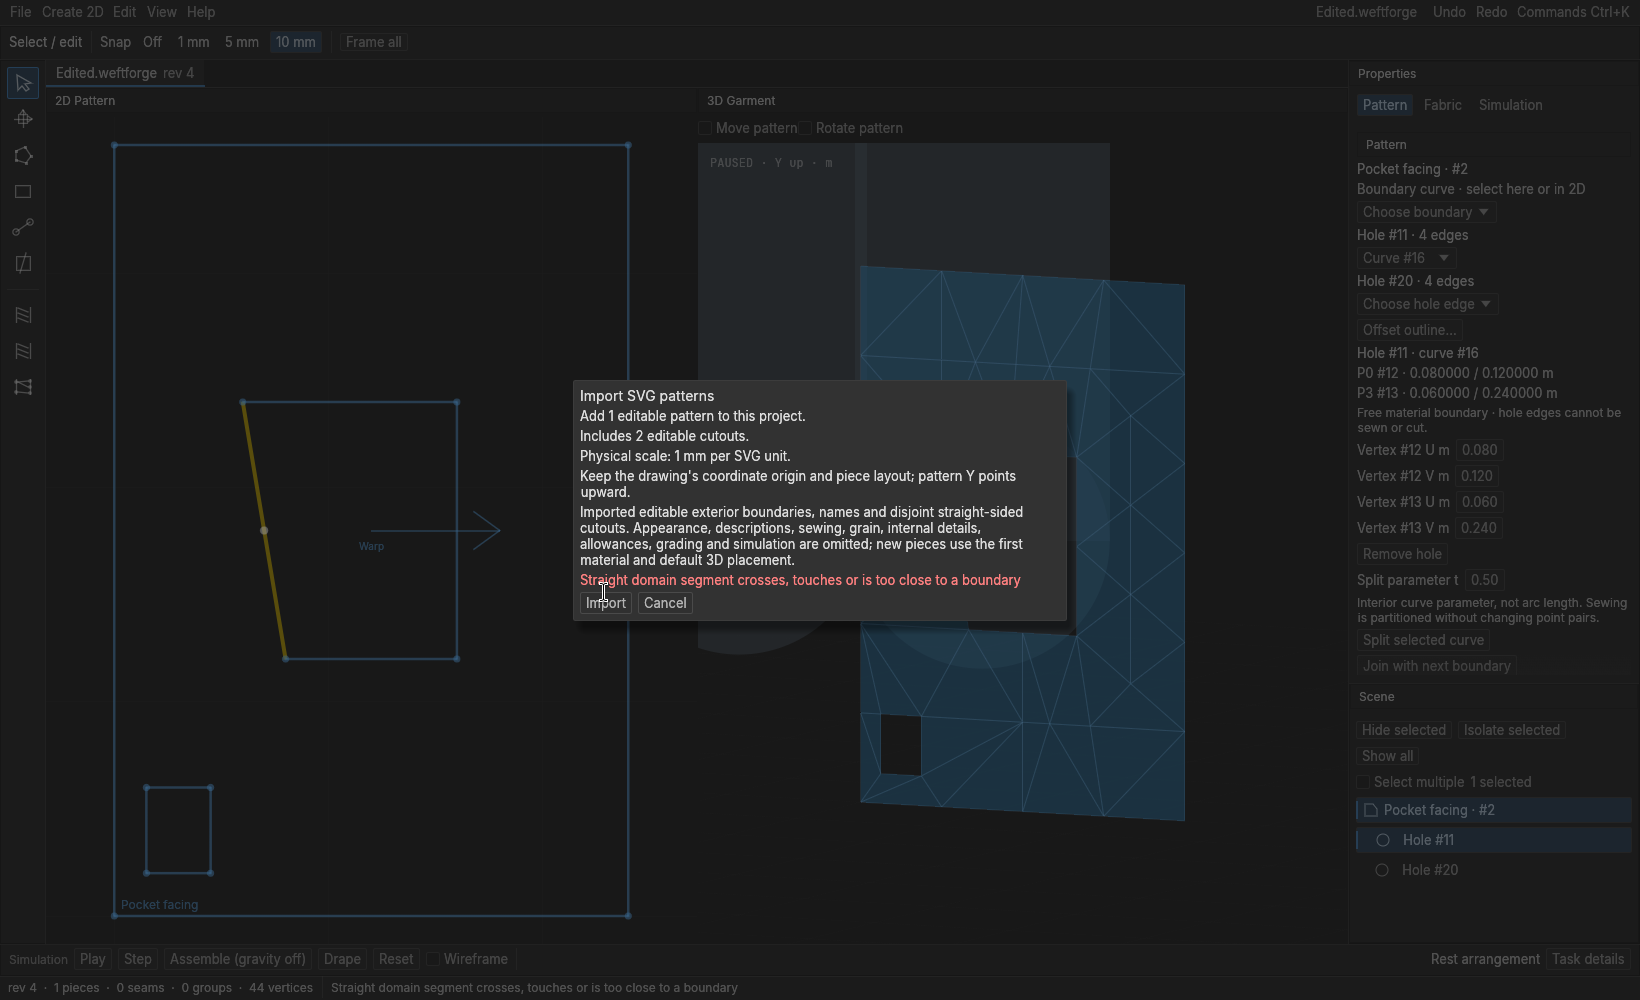 File Create 2D Edit View Help
Edited.weftforge Undo Redo Commands Ctrl+K
Select / edit Snap Off 1 mm 5 mm 10 mm Frame all
Edited.weftforge rev 4
2D Pattern
Warp
Pocket facing
3D Garment
Move pattern Rotate pattern
PAUSED · Y up · m
Import SVG patterns
Add 1 editable pattern to this project.
Includes 2 editable cutouts.
Physical scale: 1 mm per SVG unit.
Keep the drawing's coordinate origin and piece layout; pattern Y points
upward.
Imported editable exterior boundaries, names and disjoint straight-sided
cutouts. Appearance, descriptions, sewing, grain, internal details,
allowances, grading and simulation are omitted; new pieces use the first
material and default 3D placement.
Straight domain segment crosses, touches or is too close to a boundary
Import Cancel
Properties
Pattern Fabric Simulation
Pattern
Pocket facing · #2
Boundary curve · select here or in 2D
Choose boundary
Hole #11 · 4 edges
Curve #16
Hole #20 · 4 edges
Choose hole edge
Offset outline...
Hole #11 · curve #16
P0 #12 · 0.080000 / 0.120000 m
P3 #13 · 0.060000 / 0.240000 m
Free material boundary · hole edges cannot be
sewn or cut.
Vertex #12 U m 0.080
Vertex #12 V m 0.120
Vertex #13 U m 0.060
Vertex #13 V m 0.240
Remove hole
Split parameter t 0.50
Interior curve parameter, not arc length. Sewing
is partitioned without changing point pairs.
Split selected curve
Join with next boundary
Scene
Hide selected Isolate selected
Show all
Select multiple 1 selected
Pocket facing · #2
Hole #11
Hole #20
Simulation Play Step Assemble (gravity off) Drape Reset Wireframe
Rest arrangement Task details
rev 4 · 1 pieces · 0 seams · 0 groups · 44 vertices Straight domain segment crosses, touches or is too close to a boundary